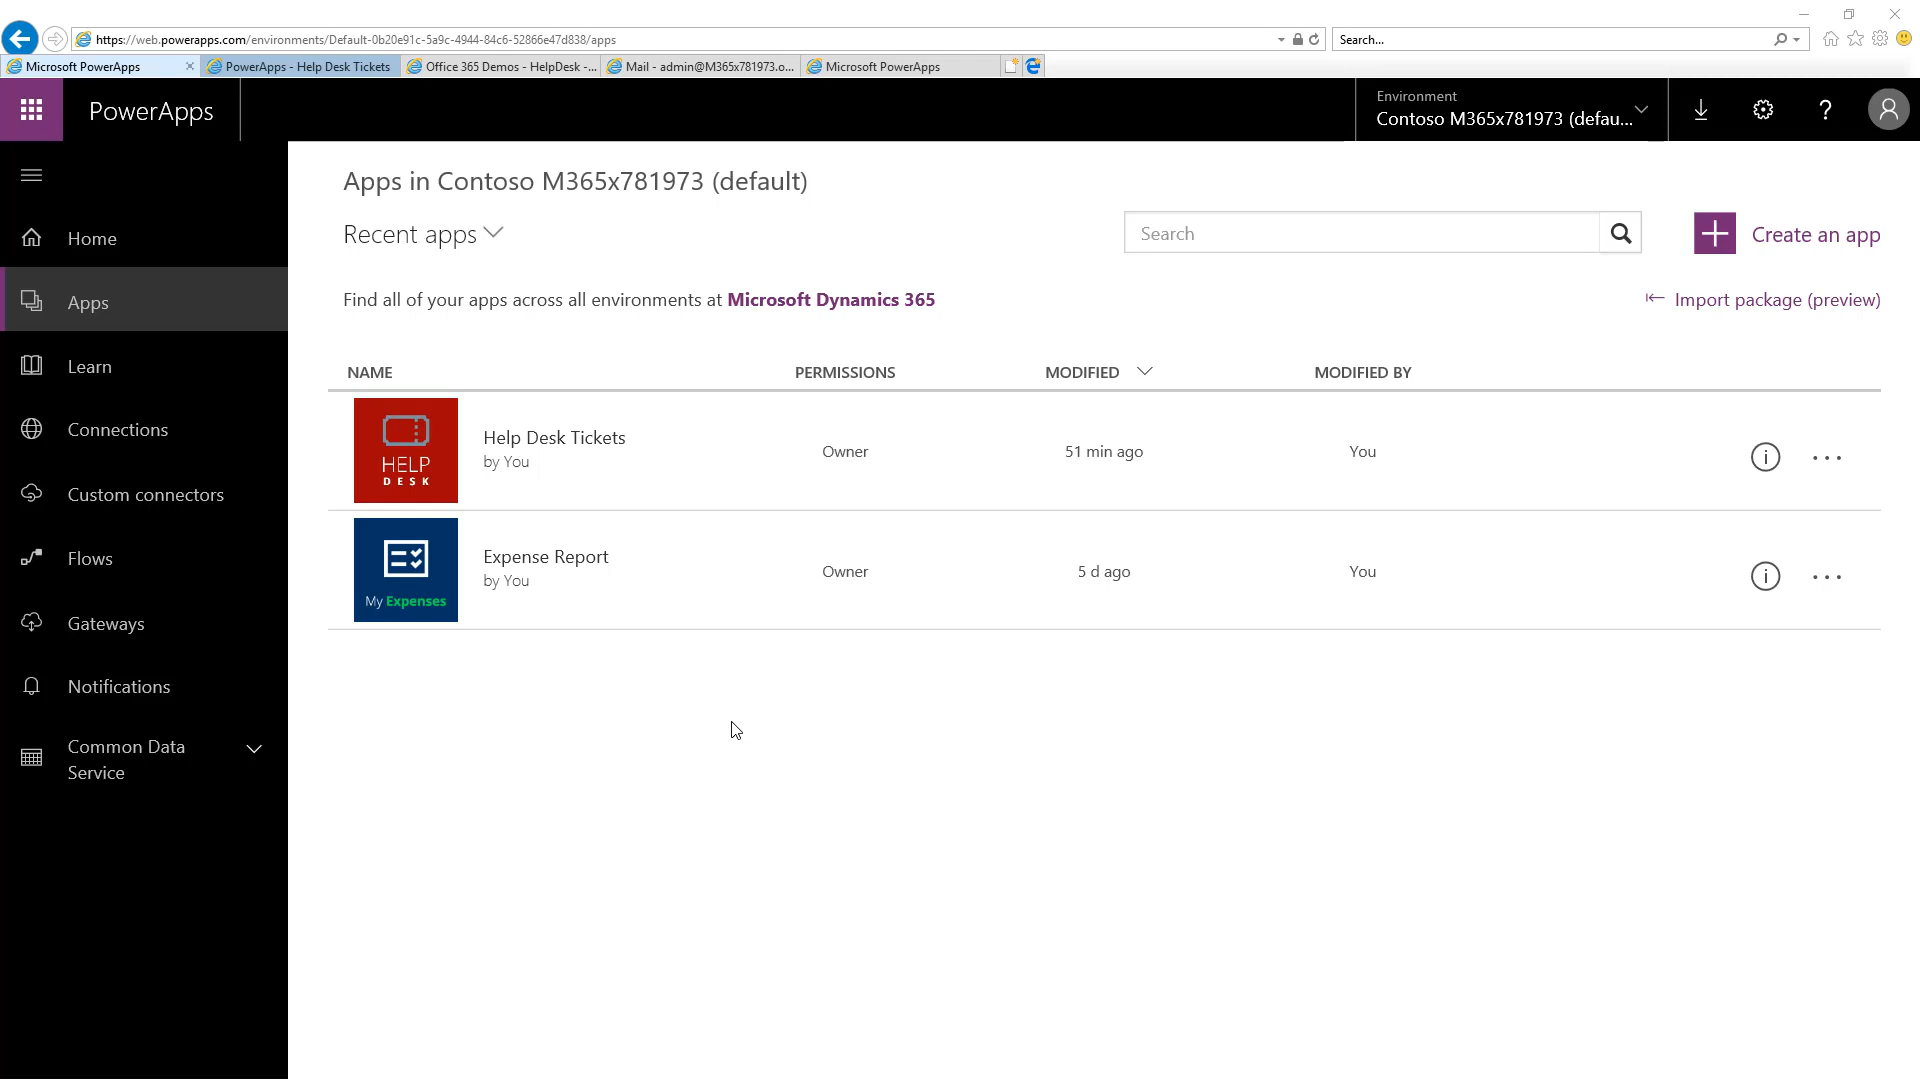 https://web.powerapps.com/environments/Default-0b20e91c-5a9c-4944-84c6-52866e47d838/apps
Search...
Microsoft PowerApps
PowerApps - Help Desk Tickets
Office 365 Demos - HelpDesk -...
Mail - admin@M365x781973.o...
Microsoft PowerApps
PowerApps
Environment
Contoso M365x781973 (defau...
?
Home
Apps
Learn
Connections
Custom connectors
Flows
Gateways
Notifications
Common Data
Service
Apps in Contoso M365x781973 (default)
Recent apps
Search
Create an app
Find all of your apps across all environments at Microsoft Dynamics 365
Import package (preview)
NAME PERMISSIONS MODIFIED MODIFIED BY
HELP
DESK
Help Desk Tickets
by You
Owner
51 min ago
You
My Expenses
Expense Report
by You
Owner
5 d ago
You